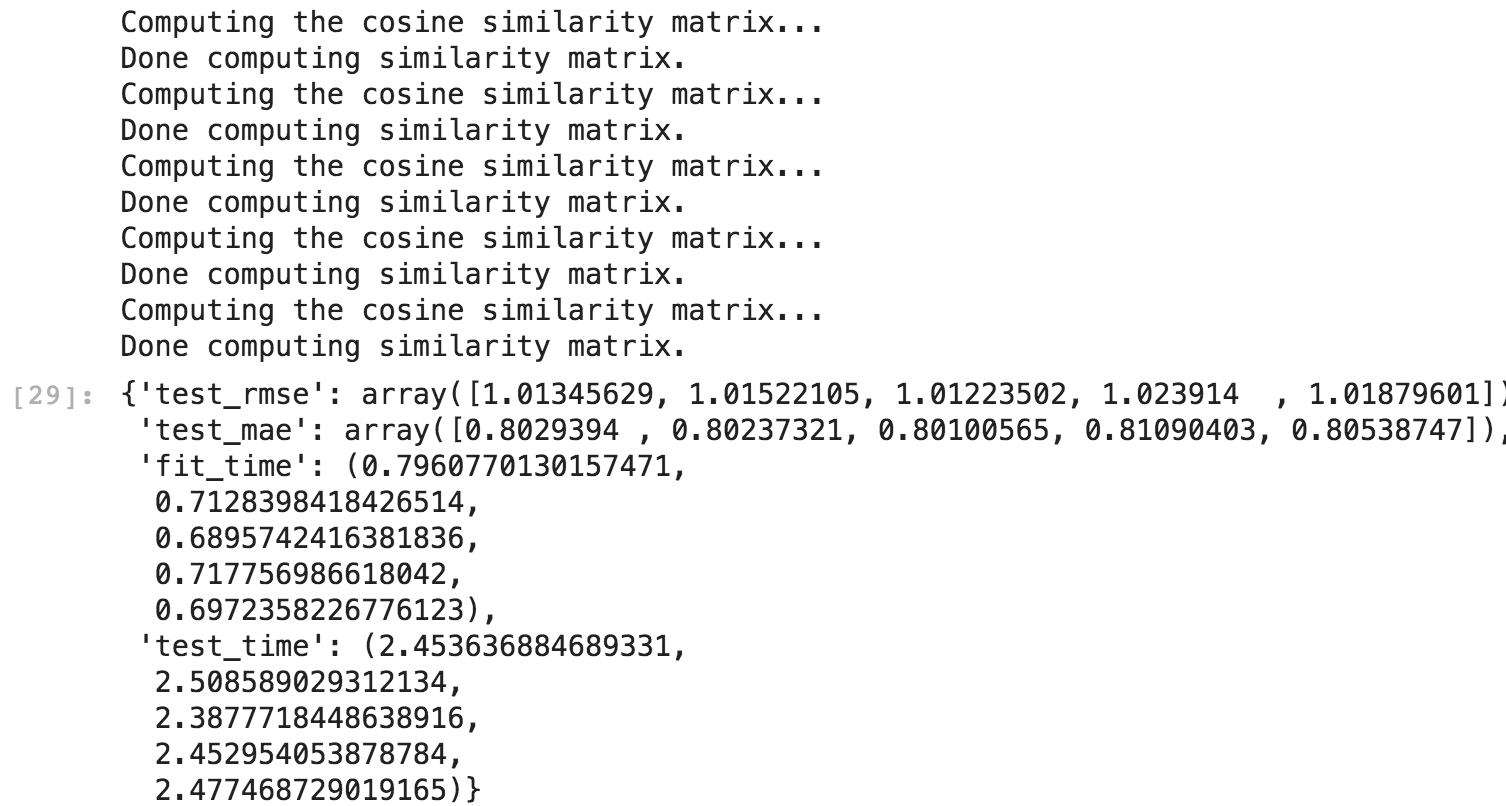 Computing the cosine similarity matrix...
Done computing similarity matrix.
Computing the cosine similarity matrix...
Done computing similarity matrix.
Computing the cosine similarity matrix...
Done computing similarity matrix.
Computing the cosine similarity matrix...
Done computing similarity matrix.
Computing the cosine similarity matrix...
Done computing similarity matrix.
[29]: {'test_rmse': array([1.01345629, 1.01522105, 1.01223502, 1.023914  , 1.01879601])
'test_mae': array([0.8029394 , 0.80237321, 0.80100565, 0.81090403, 0.80538747]),
'fit_time': (0.7960770130157471,
0.7128398418426514,
0.6895742416381836,
0.717756986618042,
0.6972358226776123),
'test_time': (2.453636884689331,
2.508589029312134,
2.3877718448638916,
2.452954053878784,
2.477468729019165)}